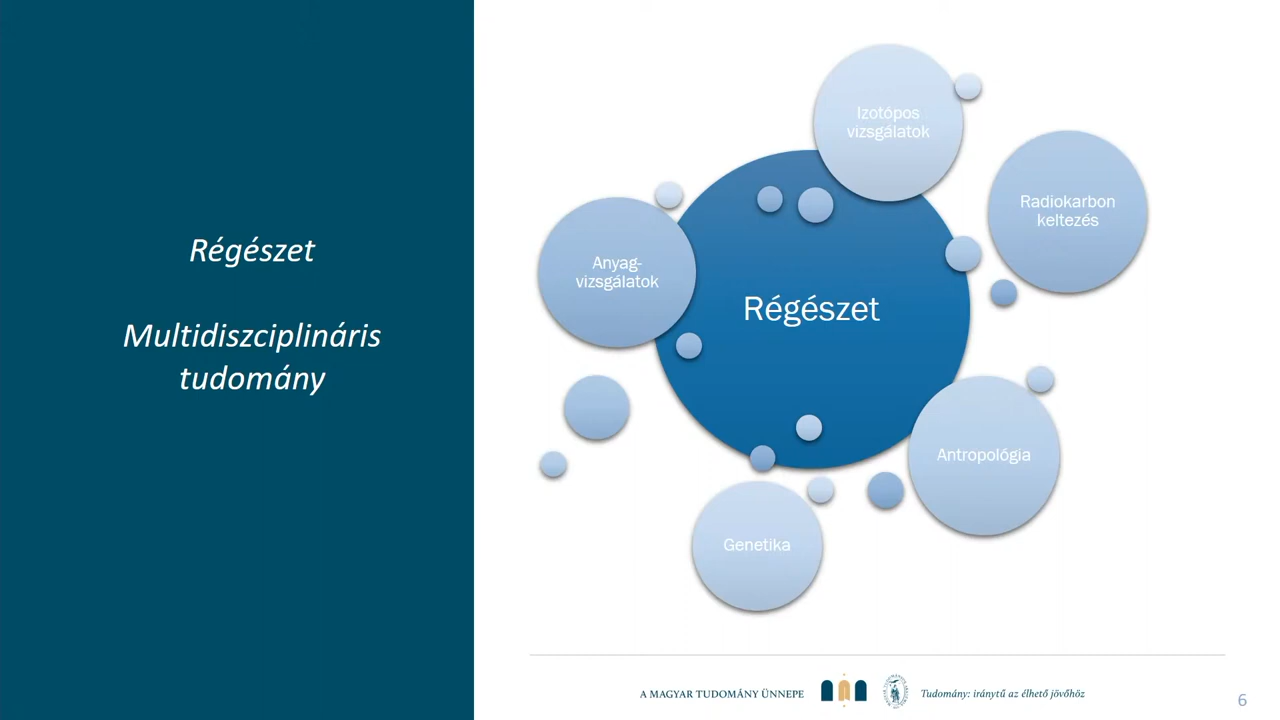 Régészet
Multidiszciplináris
tudomány
Izotópos
vizsgálatok
Radiokarbon
keltezés
Anyag-
vizsgálatok
Régészet
Antropológia
Genetika
A MAGYAR TUDOMÁNY ÜNNEPE
Tudomány: iránytű az élhető jövőhöz
6